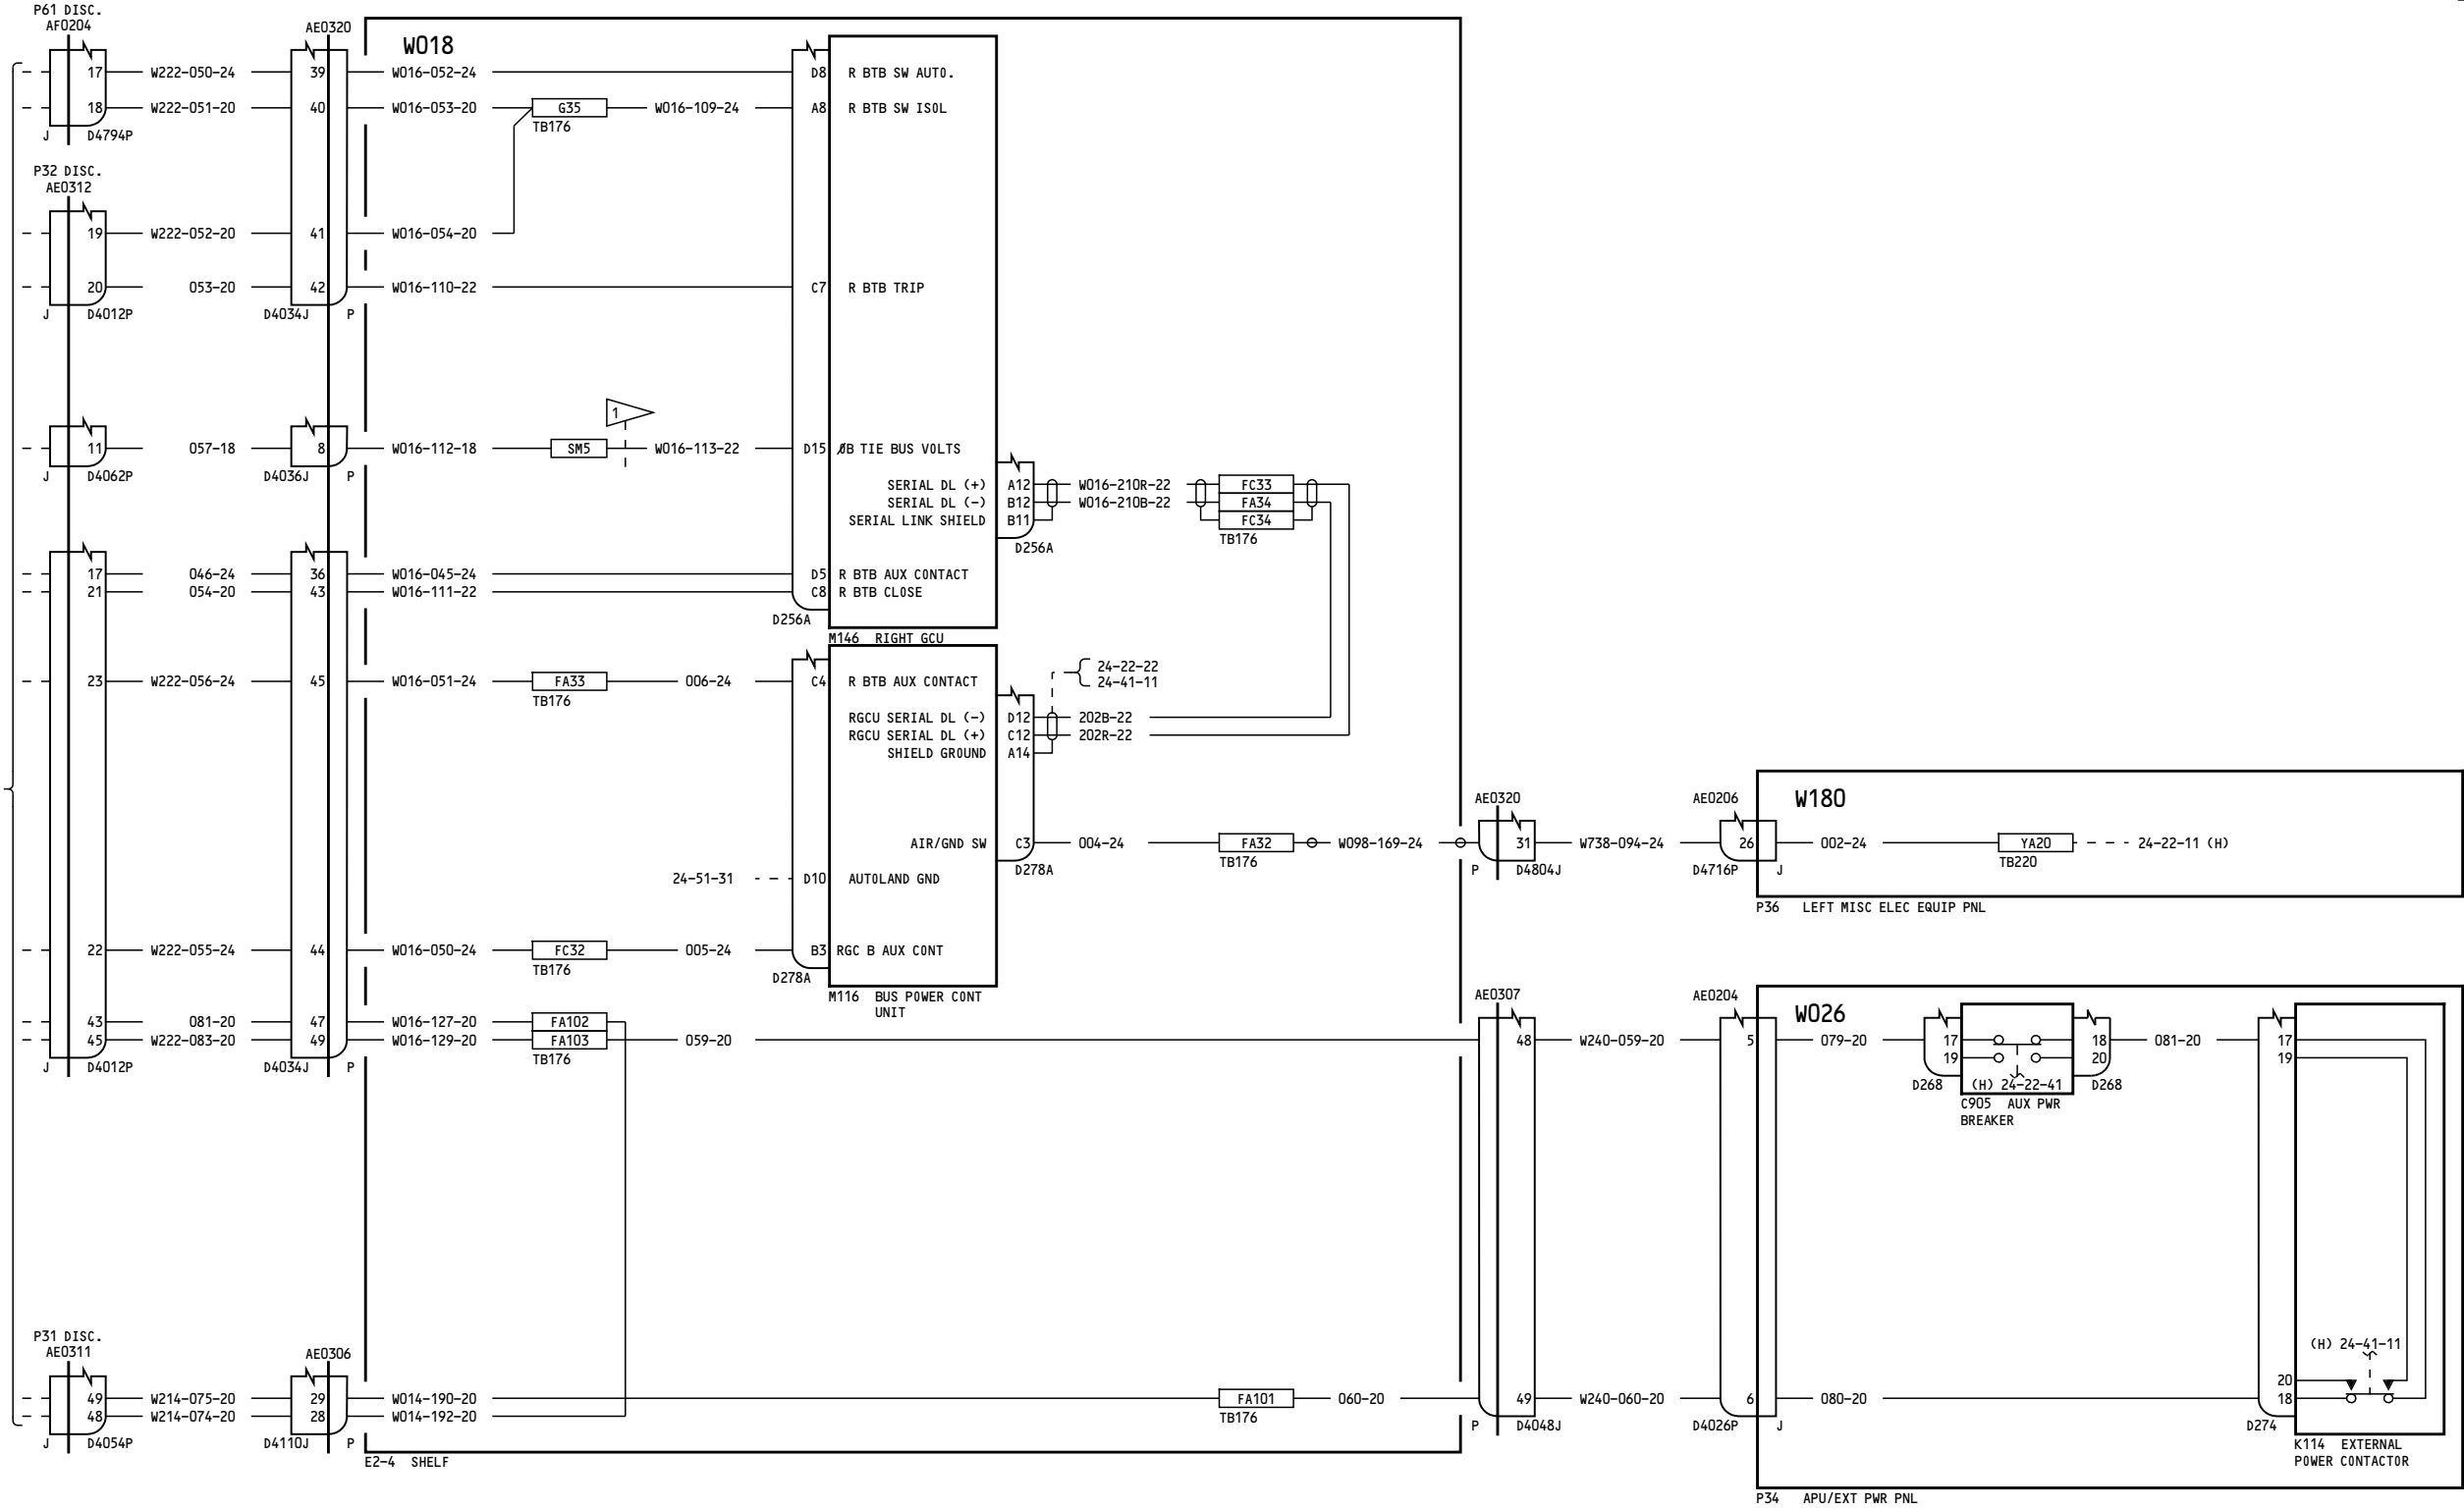 P61 DISC.
AF0204
AE0320
W018
17 W222-050-24 39 W016-052-24 D8 R BTB SW AUTO.
18 W222-051-20 40 W016-053-20 G35 W016-109-24 A8 R BTB SW ISOL
TB176
J D4794P
P32 DISC.
AE0312
19 W222-052-20 41 W016-054-20
20 053-20 42 W016-110-22 C7 R BTB TRIP
J D4012P D4034J P
1
11 057-18 8 W016-112-18 SM5 W016-113-22 D15 ØB TIE BUS VOLTS
J D4062P D4036J P
SERIAL DL (+) A12 W016-210R-22 FC33
SERIAL DL (-) B12 W016-210B-22 FA34
SERIAL LINK SHIELD B11 FC34
TB176
D256A
17 046-24 36 W016-045-24 D5 R BTB AUX CONTACT
21 054-20 43 W016-111-22 C8 R BTB CLOSE
D256A
M146 RIGHT GCU
24-22-22
24-41-11
23 W222-056-24 45 W016-051-24 FA33 006-24 C4 R BTB AUX CONTACT
TB176
RGCU SERIAL DL (-) D12 202B-22
RGCU SERIAL DL (+) C12 202R-22
SHIELD GROUND A14
AE0320 AE0206 W180
AIR/GND SW C3 004-24 FA32 W098-169-24 31 W738-094-24 26 002-24 YA20 24-22-11 (H)
TB176 TB220
D278A P D4804J D4716P J
24-51-31 D10 AUTOLAND GND
P36 LEFT MISC ELEC EQUIP PNL
22 W222-055-24 44 W016-050-24 FC32 005-24 B3 RGC B AUX CONT
TB176
D278A
M116 BUS POWER CONT
UNIT
AE0307 AE0204 W026
43 081-20 47 W016-127-20 FA102
45 W222-083-20 49 W016-129-20 FA103 059-20 48 W240-059-20 5 079-20 17 18 081-20 17
TB176
19 20 19
J D4012P D4034J P
D268 (H) 24-22-41 D268
C905 AUX PWR
BREAKER
P31 DISC.
AE0311
AE0306
(H) 24-41-11
20
49 W214-075-20 29 W014-190-20 FA101 060-20 49 W240-060-20 6 080-20 18
TB176
48 W214-074-20 28 W014-192-20
J D4054P D4110J P
P D4048J D4026P J D274
E2-4 SHELF
K114 EXTERNAL
POWER CONTACTOR
P34 APU/EXT PWR PNL